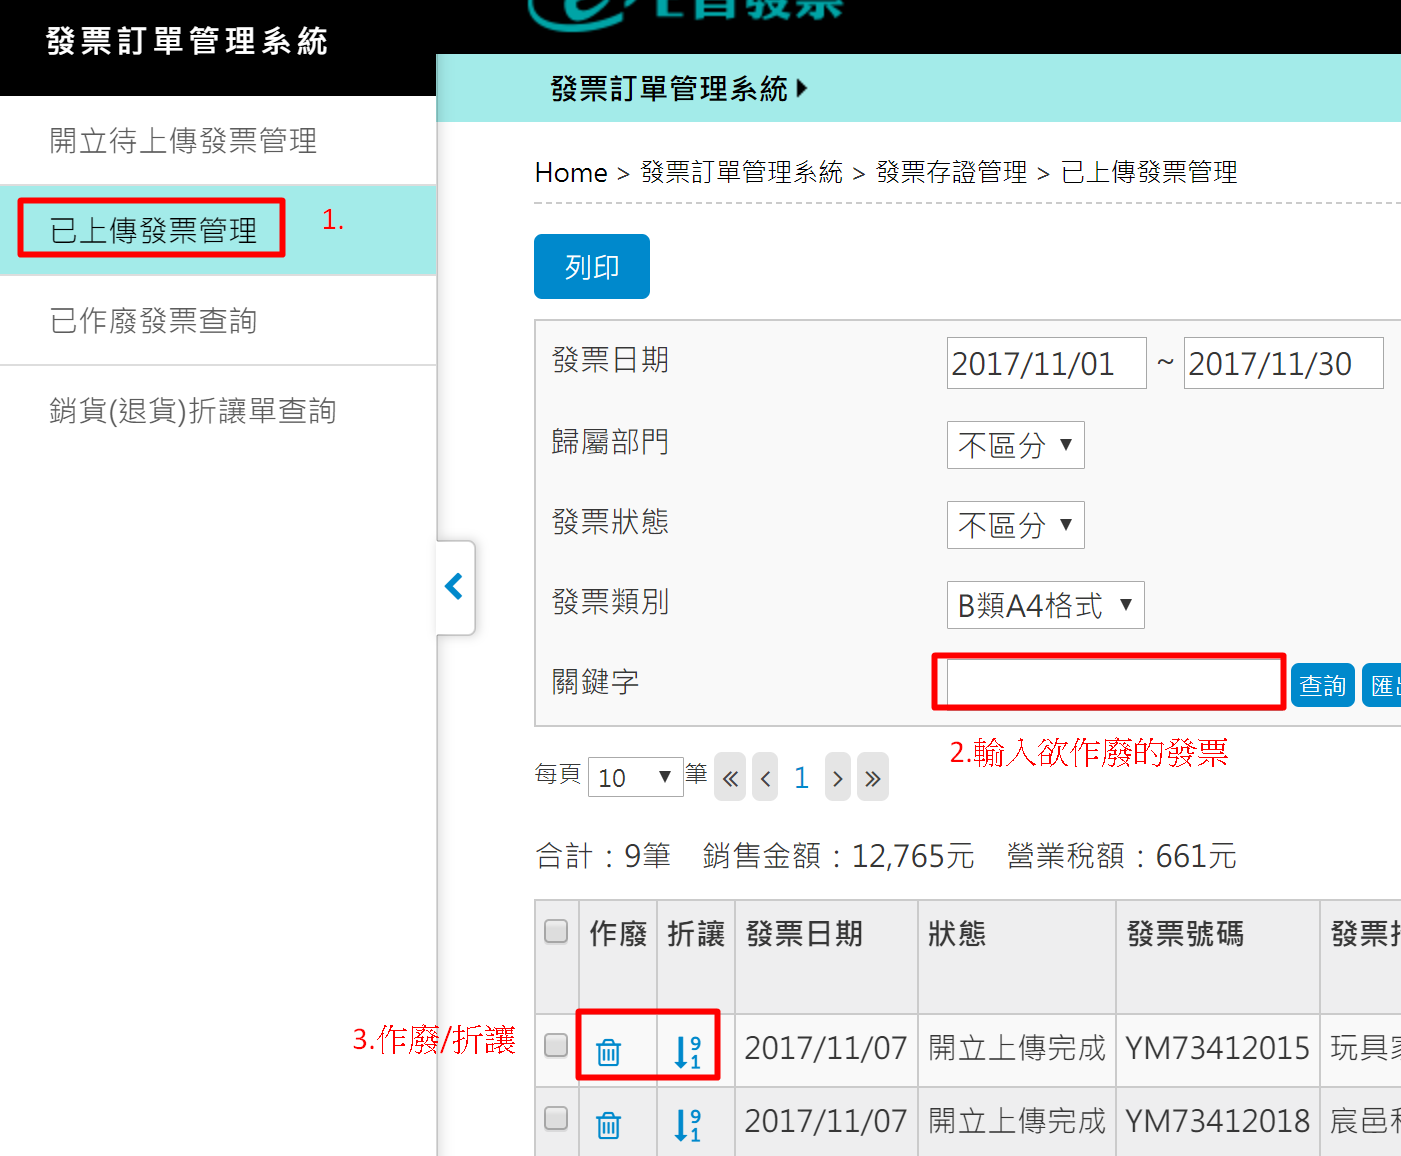 發票訂單管理系統
開立待上傳發票管理
已上傳發票管理
1.
已作廢發票查詢
銷貨(退貨)折讓單查詢
E首發票
發票訂單管理系統
Home > 發票訂單管理系統 > 發票存證管理 > 已上傳發票管理
列印
發票日期 2017/11/01 ~ 2017/11/30
歸屬部門 不區分
發票狀態 不區分
發票類別 B類A4格式
關鍵字 查詢 匯出
2.輸入欲作廢的發票
每頁 10 筆 « ‹ 1 › »
合計：9筆 銷售金額：12,765元 營業稅額：661元
作廢 折讓 發票日期 狀態 發票號碼 發票
3.作廢/折讓
2017/11/07 開立上傳完成 YM73412015 玩具
2017/11/07 開立上傳完成 YM73412018 宸邑